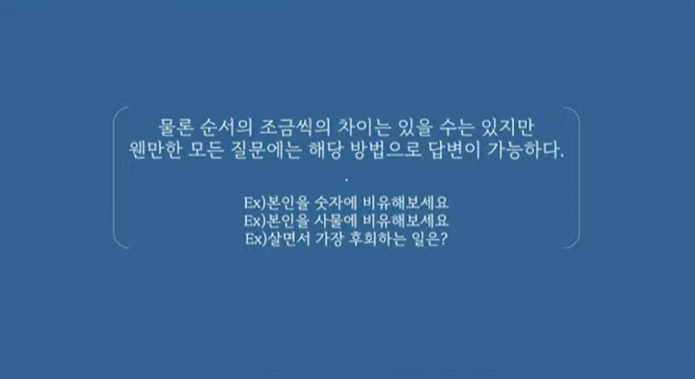 물론 순서의 조금씩의 차이는 있을 수는 있지만
웬만한 모든 질문에는 해당 방법으로 답변이 가능하다.
.
Ex)본인을 숫자에 비유해보세요
Ex)본인을 사물에 비유해보세요
Ex)살면서 가장 후회하는 일은?